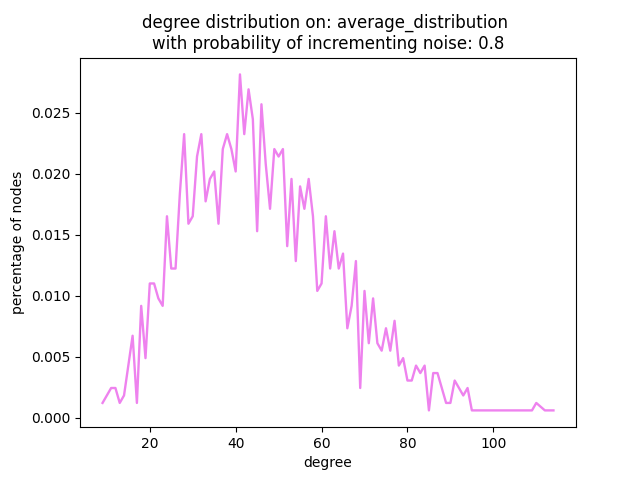 degree distribution on: average_distribution
with probability of incrementing noise: 0.8
percentage of nodes
0.025
0.020
0.015
0.010
0.005
0.000
20 40 60 80 100
degree